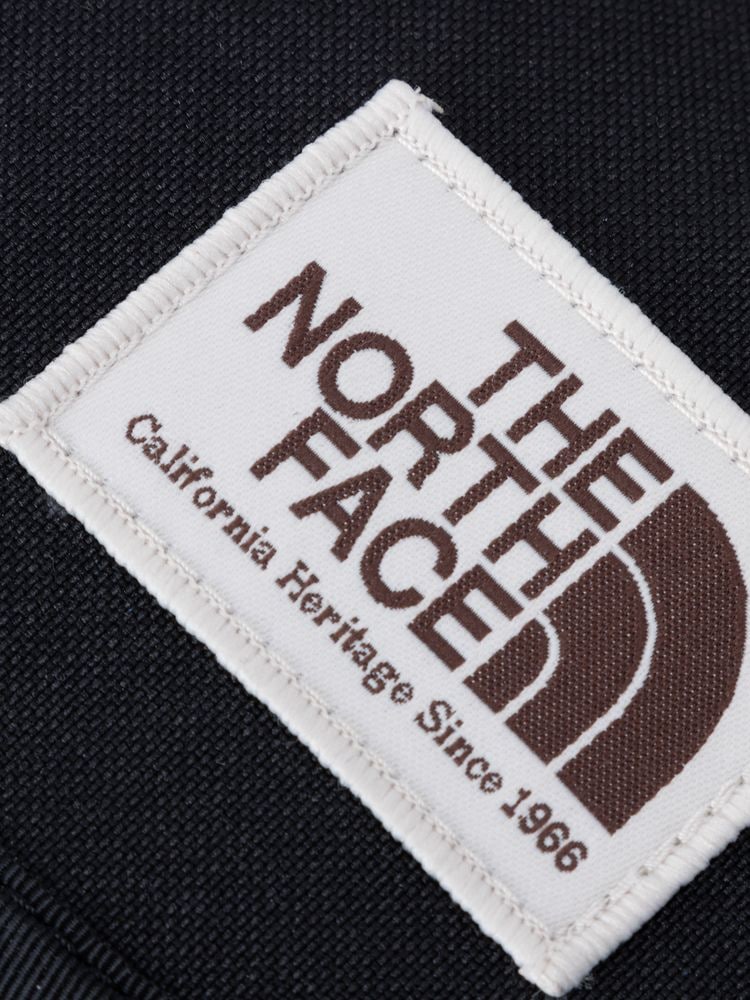 THE
NORTH
FACE
California Heritage Since 1966